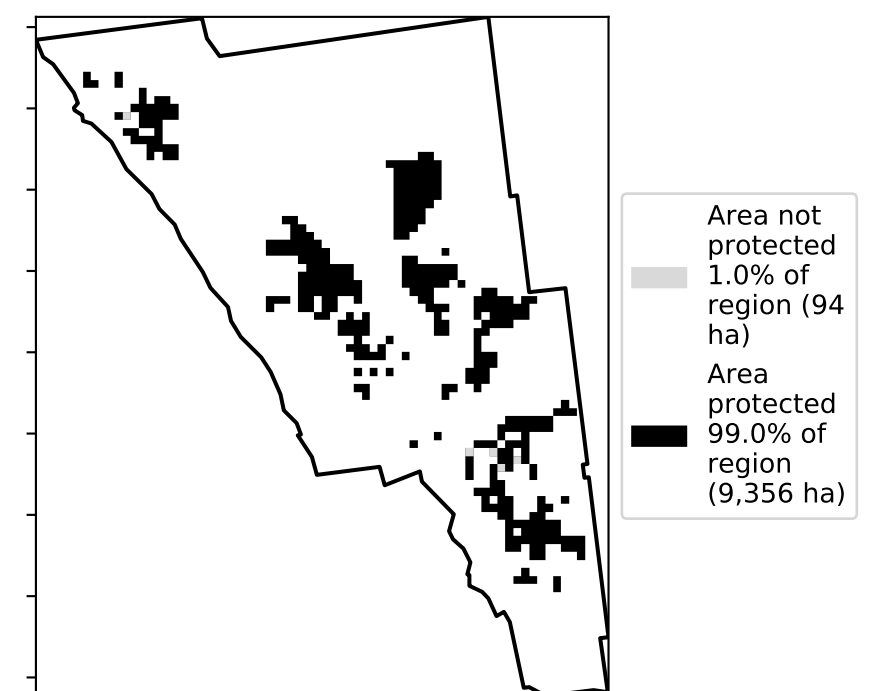 Area not
protected
1.0% of
region (94
ha)
Area
protected
99.0% of
region
(9,356 ha)